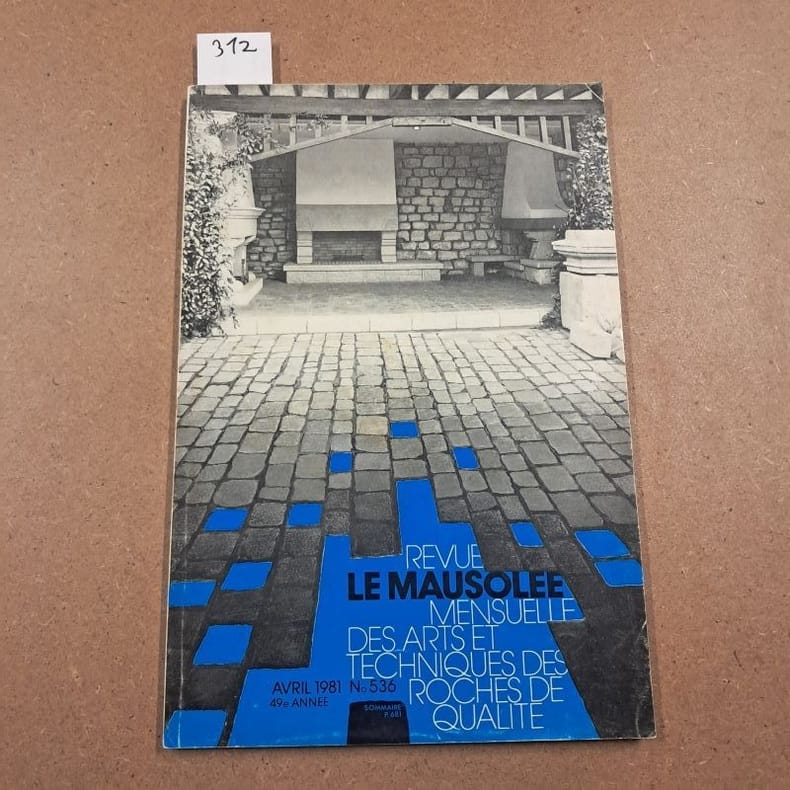 312
REVUE
LE MAUSOLEE
MENSUELLE
DES ARTS ET
TECHNIQUES DES
ROCHES DE
QUALITE
AVRIL 1981 No 536
49e ANNEE
SOMMAIRE
P. 681